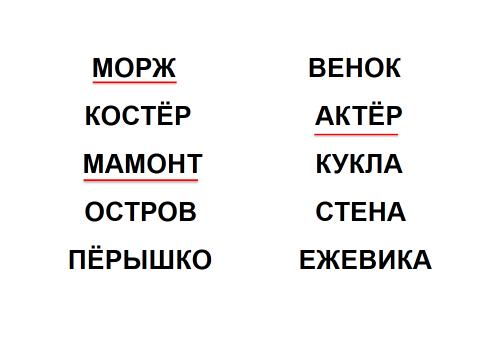 МОРЖ
КОСТЁР
МАМОНТ
ОСТРОВ
ПЁРЫШКО
ВЕНОК
АКТЁР
КУКЛА
СТЕНА
ЕЖЕВИКА